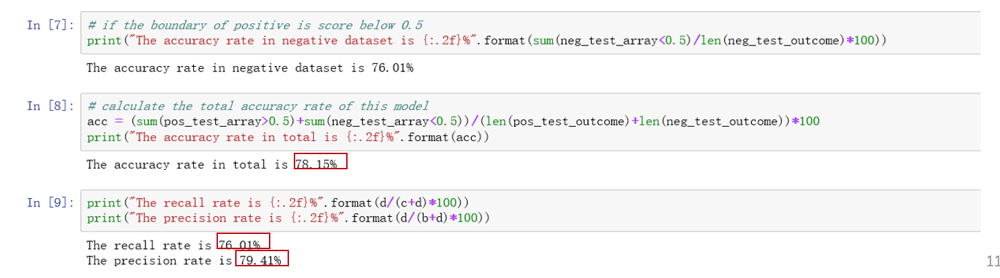 In [7]: # if the boundary of positive is score below 0.5
print("The accuracy rate in negative dataset is {:.2f}%".format(sum(neg_test_array<0.5)/len(neg_test_outcome)*100))
The accuracy rate in negative dataset is 76.01%
In [8]: # calculate the total accuracy rate of this model
acc = (sum(pos_test_array>0.5)+sum(neg_test_array<0.5))/(len(pos_test_outcome)+len(neg_test_outcome))*100
print("The accuracy rate in total is {:.2f}%".format(acc))
The accuracy rate in total is 78.15%
In [9]: print("The recall rate is {:.2f}%".format(d/(c+d)*100))
print("The precision rate is {:.2f}%".format(d/(b+d)*100))
The recall rate is 76.01%
The precision rate is 79.41%
11